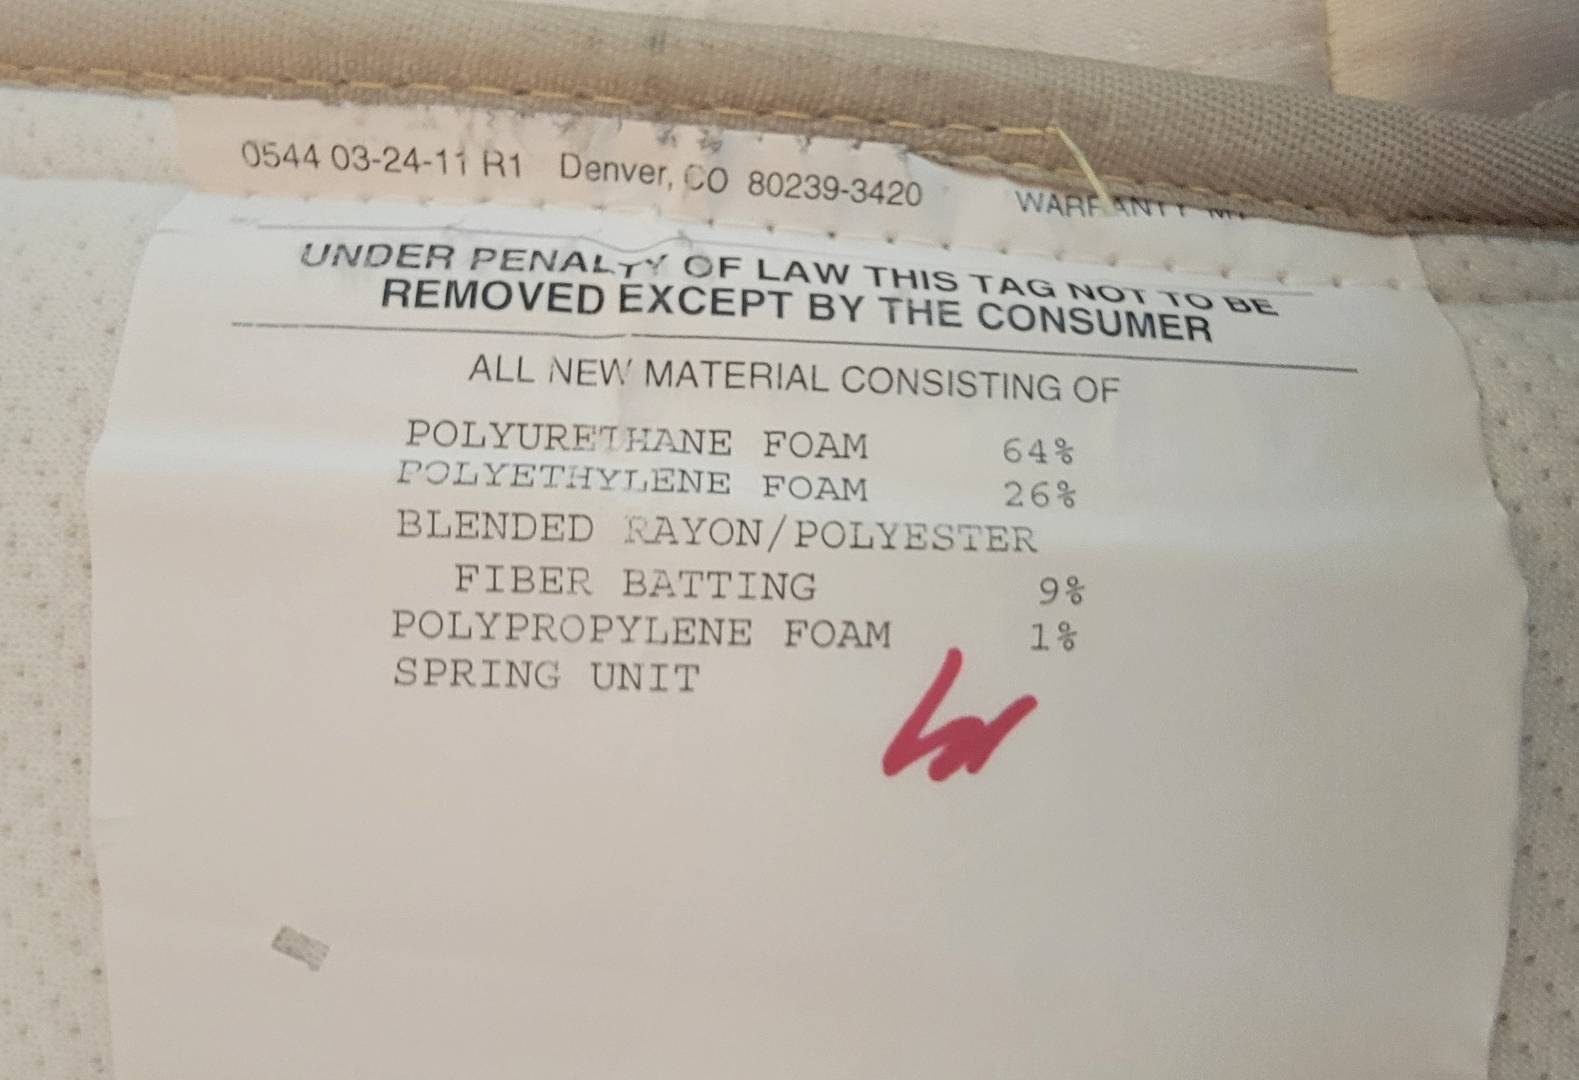 0544 03-24-11 R1 Denver, CO 80239-3420 WARRANTY
UNDER PENALTY OF LAW THIS TAG NOT TO BE
REMOVED EXCEPT BY THE CONSUMER
ALL NEW MATERIAL CONSISTING OF
POLYURETHANE FOAM 64%
POLYETHYLENE FOAM 26%
BLENDED RAYON/POLYESTER
FIBER BATTING 9%
POLYPROPYLENE FOAM 1%
SPRING UNIT